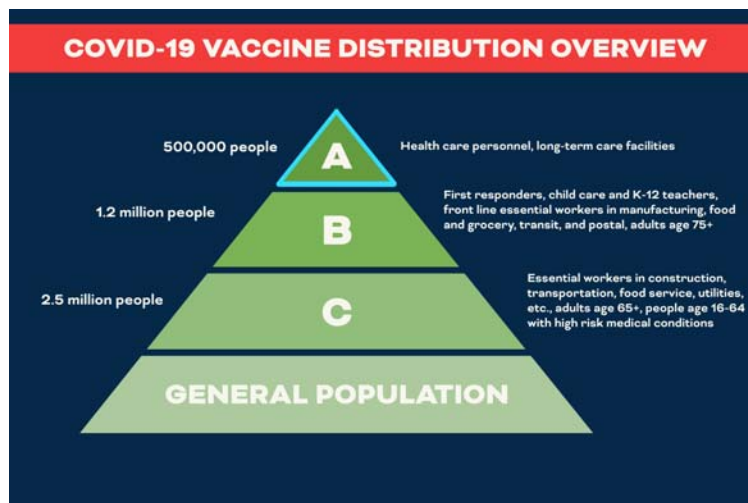 COVID-19 VACCINE DISTRIBUTION OVERVIEW
500,000 people
A
Health care personnel, long-term care facilities
1.2 million people
B
First responders, child care and K-12 teachers,
front line essential workers in manufacturing, food
and grocery, transit, and postal, adults age 75+
2.5 million people
C
Essential workers in construction,
transportation, food service, utilities,
etc., adults age 65+, people age 16-64
with high risk medical conditions
GENERAL POPULATION